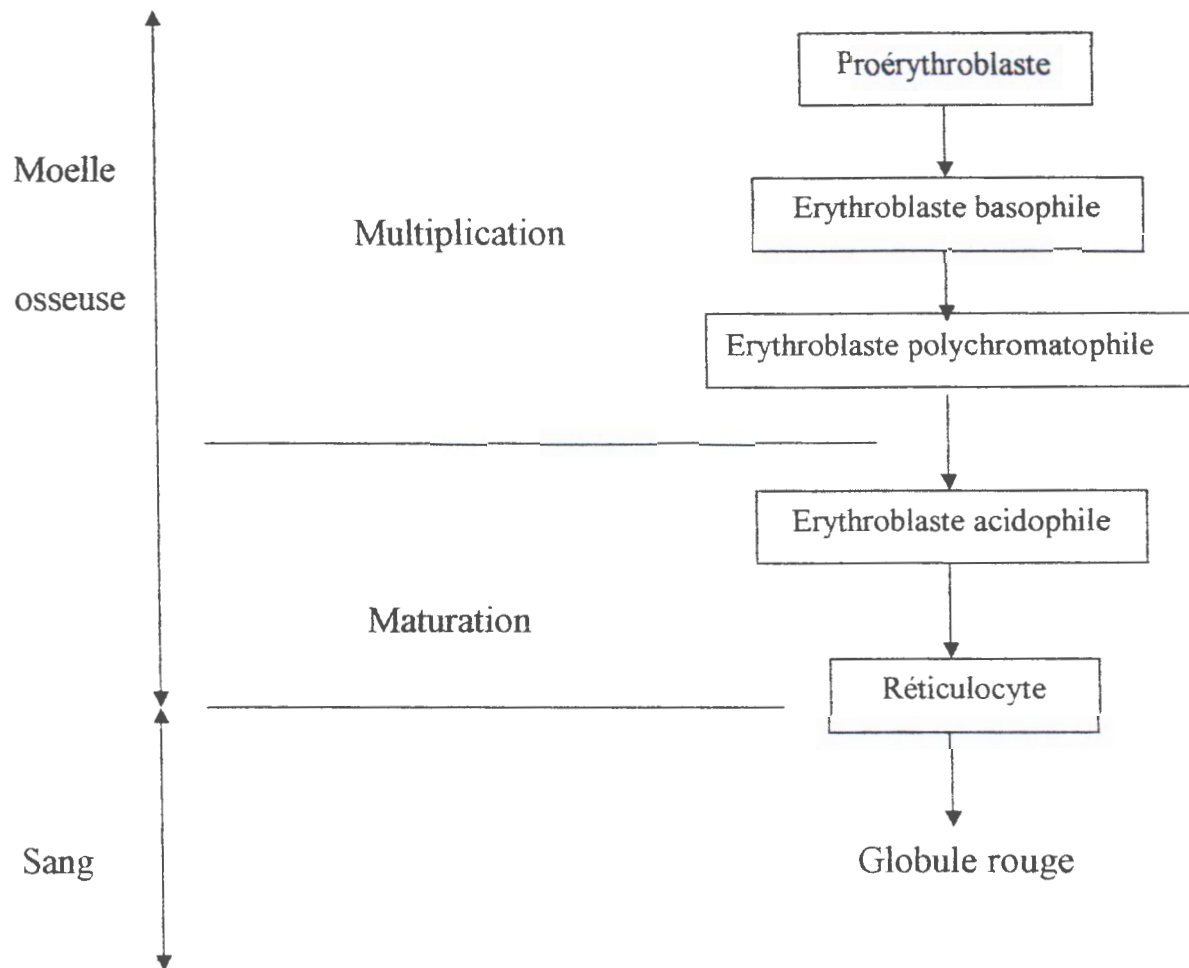 Proérythroblaste
Moelle
Erythroblaste basophile
Multiplication
osseuse
Erythroblaste polychromatophile
Erythroblaste acidophile
Maturation
Réticulocyte
Sang
Globule rouge